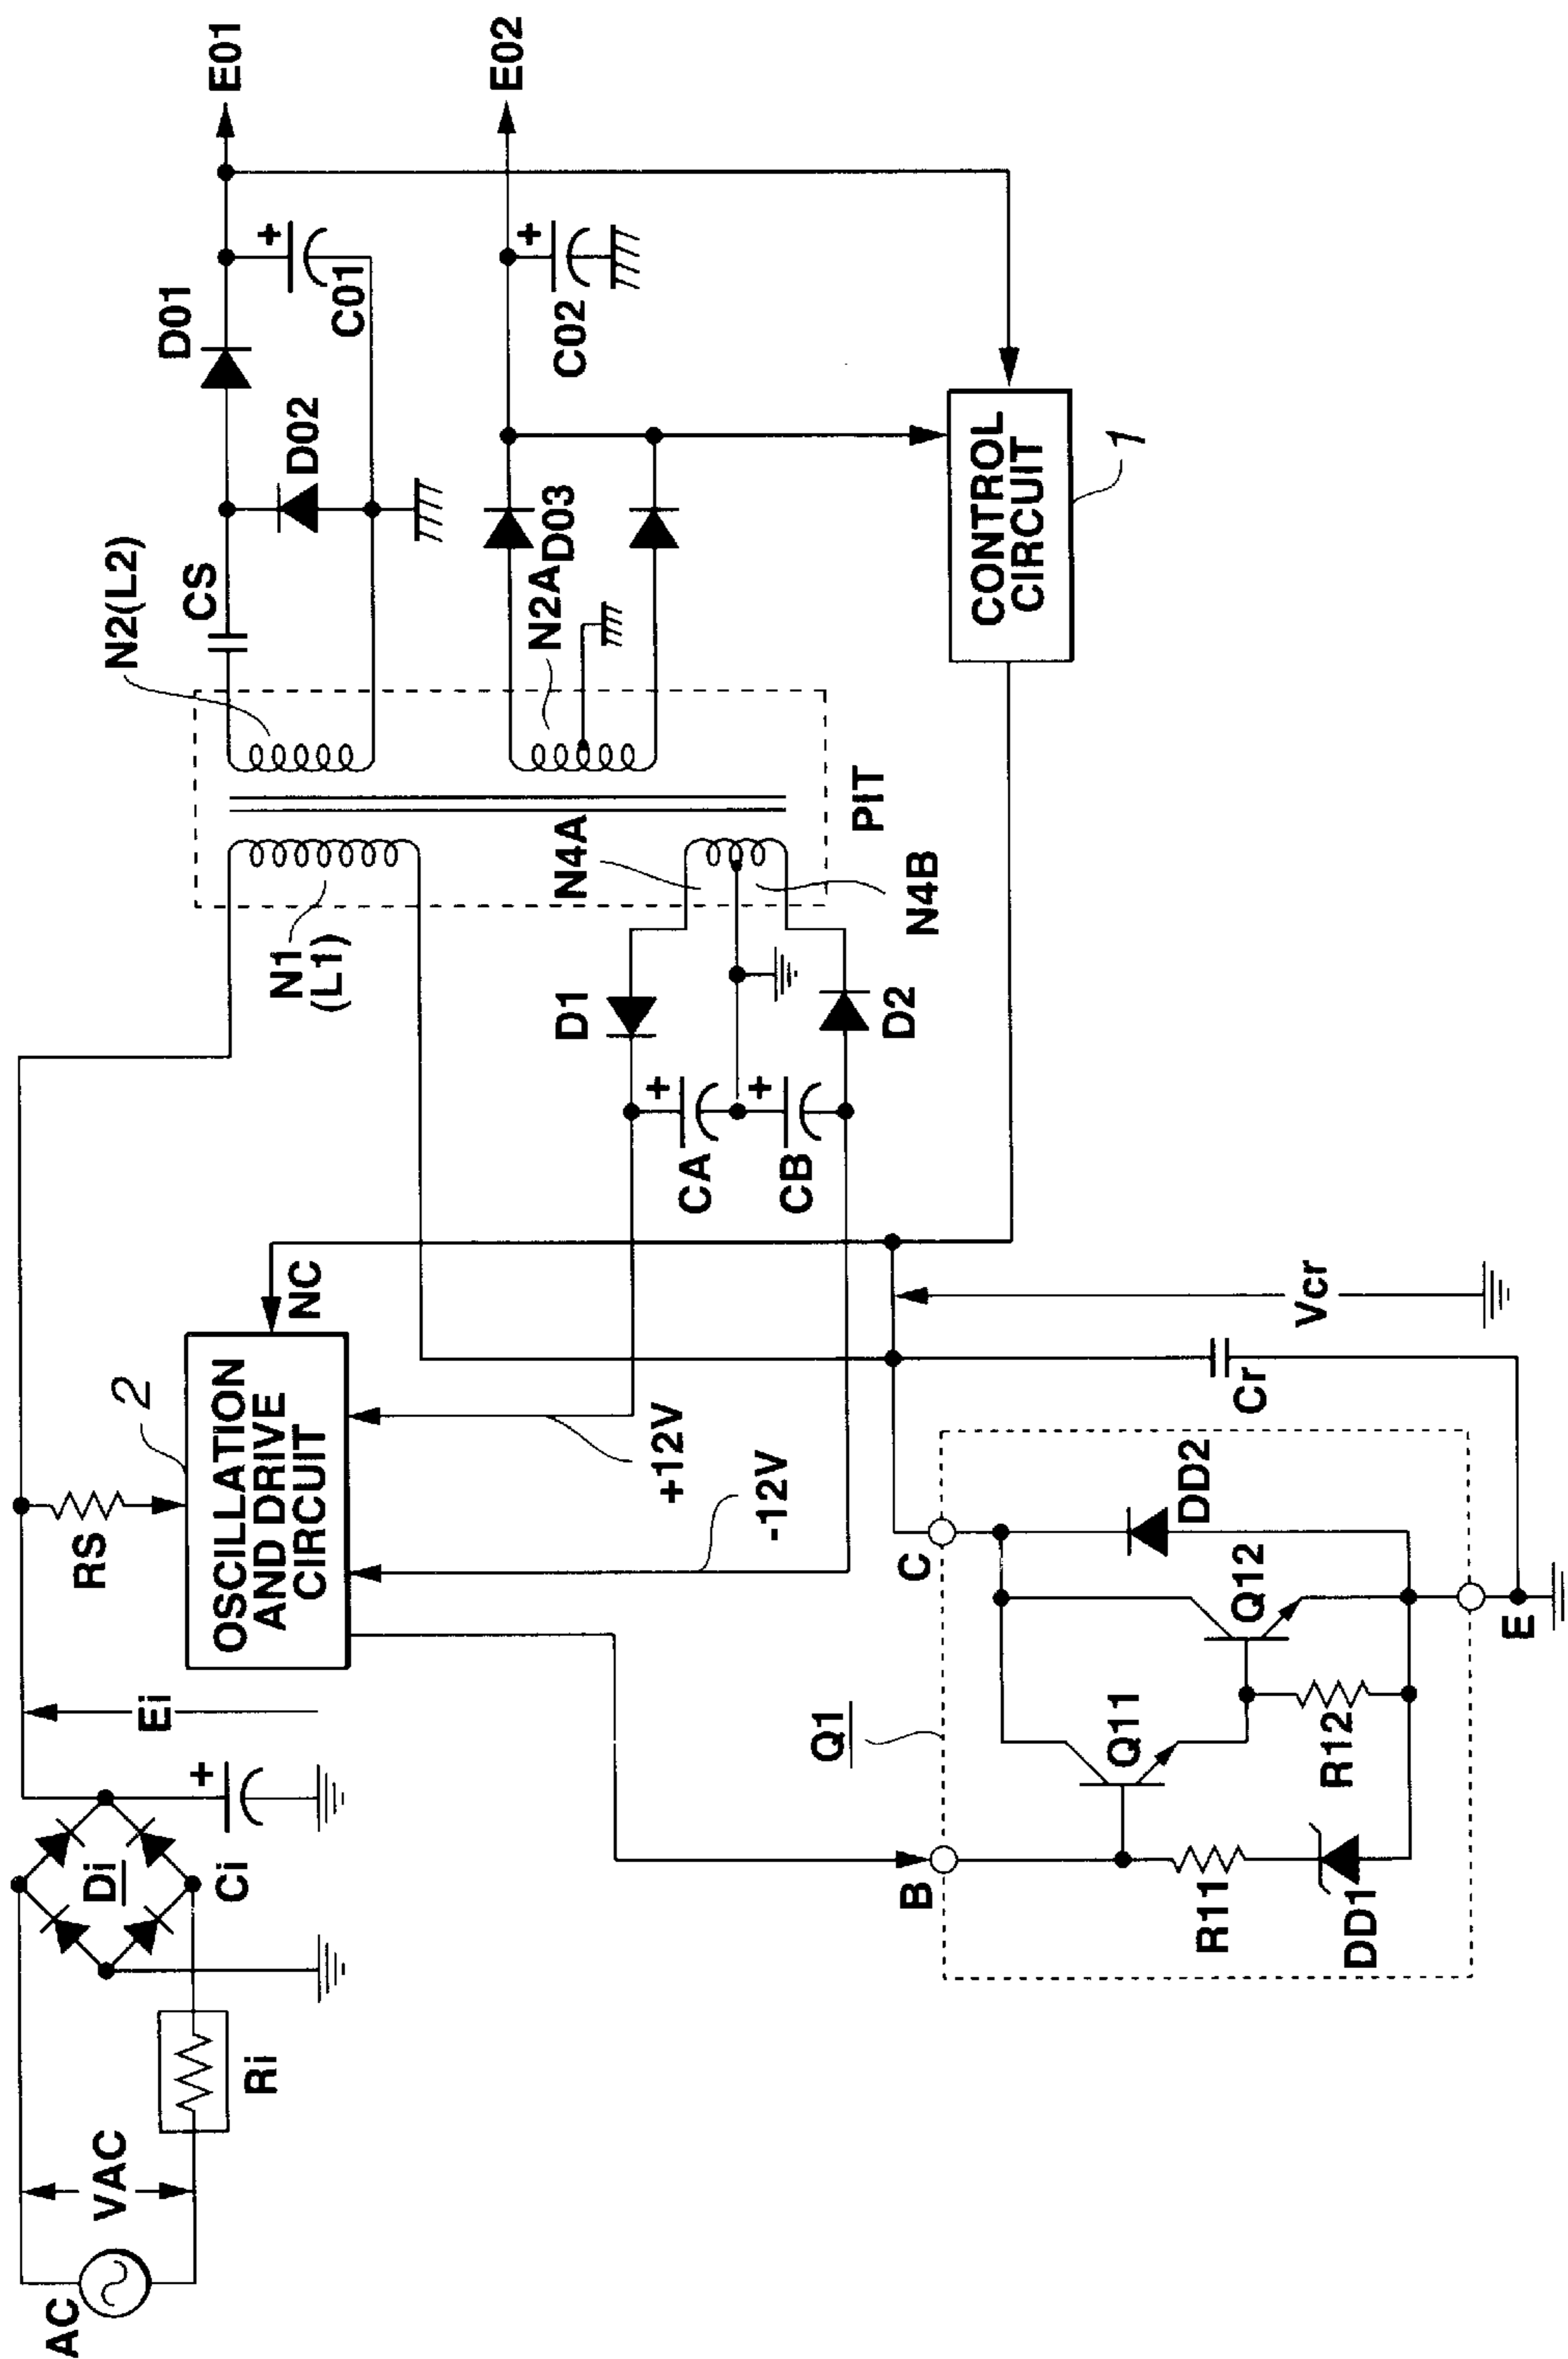 AC
VAC
Ri
Di
Ci
+
Ei
RS
2
OSCILLATION
AND DRIVE
CIRCUIT
NC
+12V
-12V
N1
(L1)
N2(L2)
CS
D02
D01
+
C01
E01
N2A
D03
+
C02
E02
N4A
N4B
PIT
D1
D2
+
CA
+
CB
CONTROL
CIRCUIT
1
Q1
B
C
E
Q11
Q12
R11
R12
DD1
DD2
Cr
Vcr